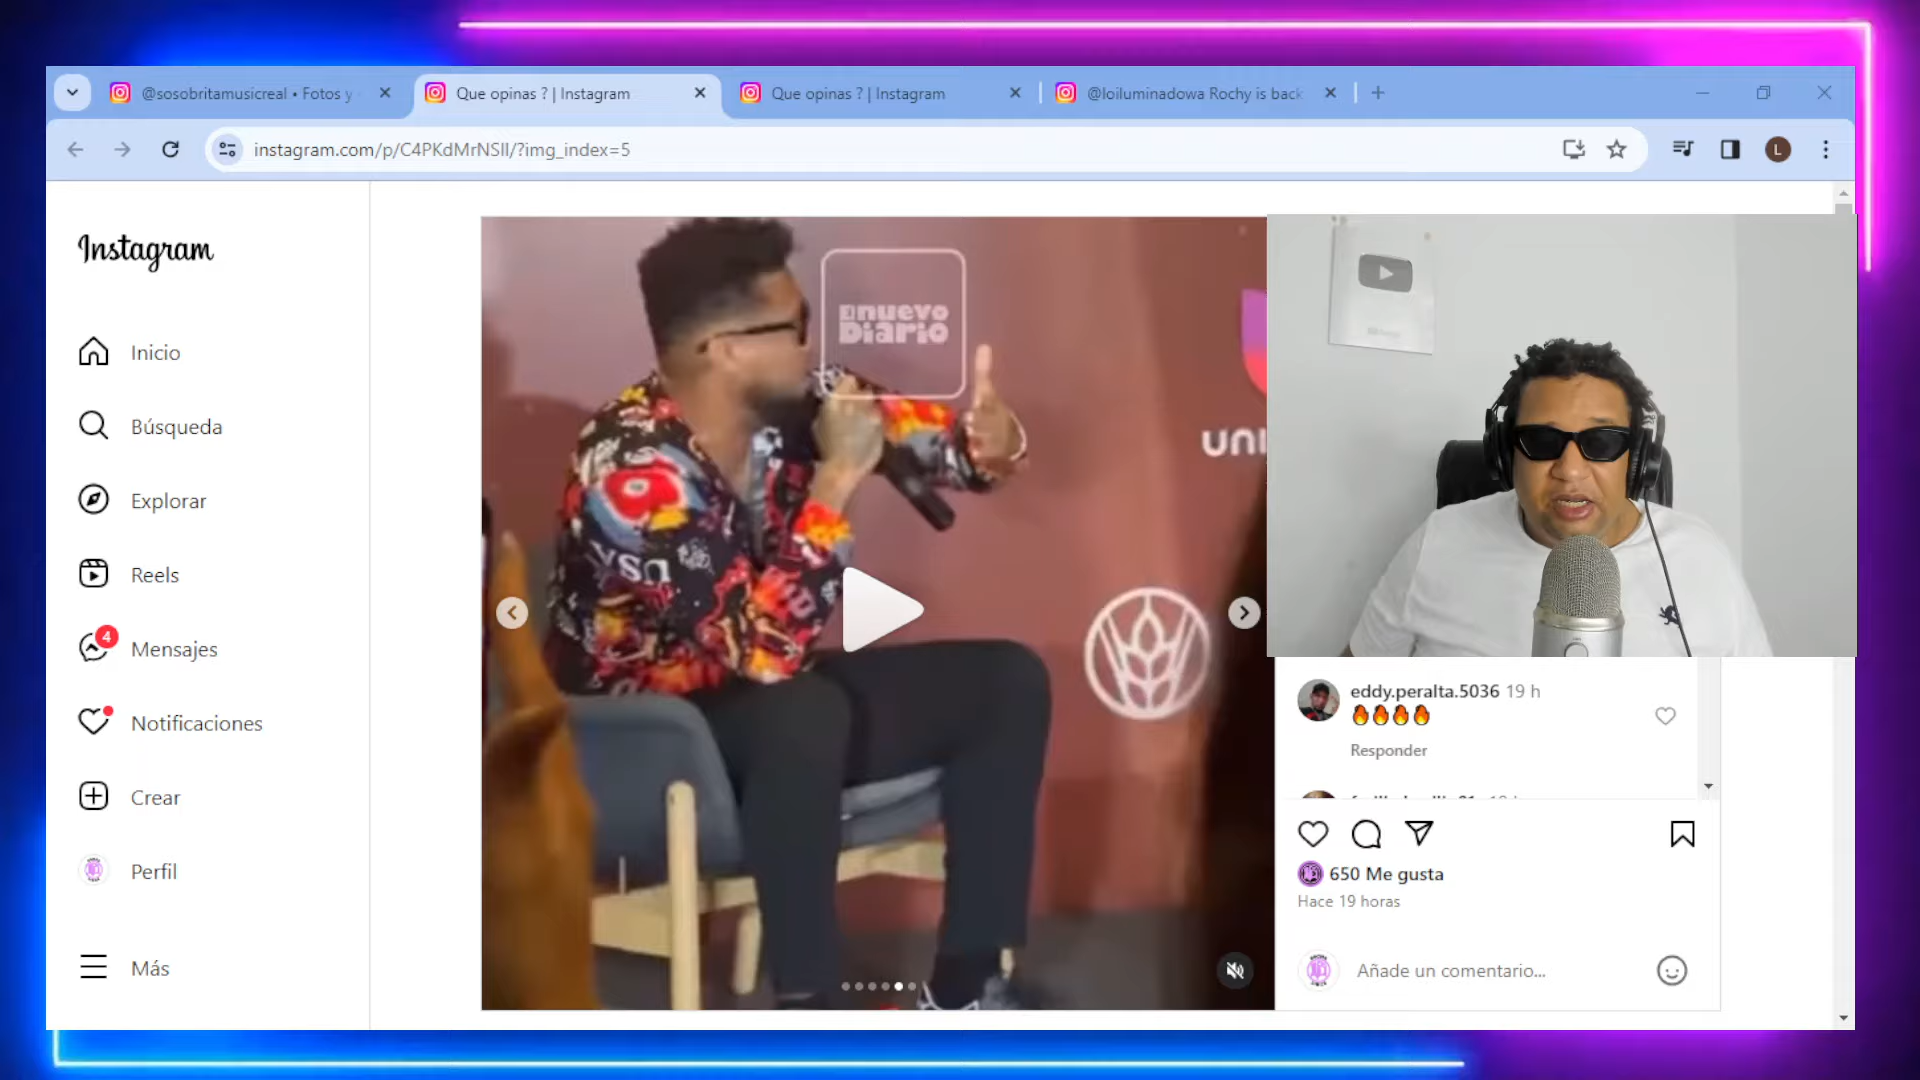 @sosobritamusicreal • Fotos y
Que opinas ? | Instagram
Que opinas ? | Instagram
@loiluminadowa Rochy is back
instagram.com/p/C4PKdMrNSlI/?img_index=5
L
Instagram
Inicio
Búsqueda
Explorar
Reels
4
Mensajes
Notificaciones
Crear
Perfil
Más
El nuevo
Diario
UNI
eddy.peralta.5036 19 h
🔥🔥🔥🔥
Responder
650 Me gusta
Hace 19 horas
Añade un comentario...